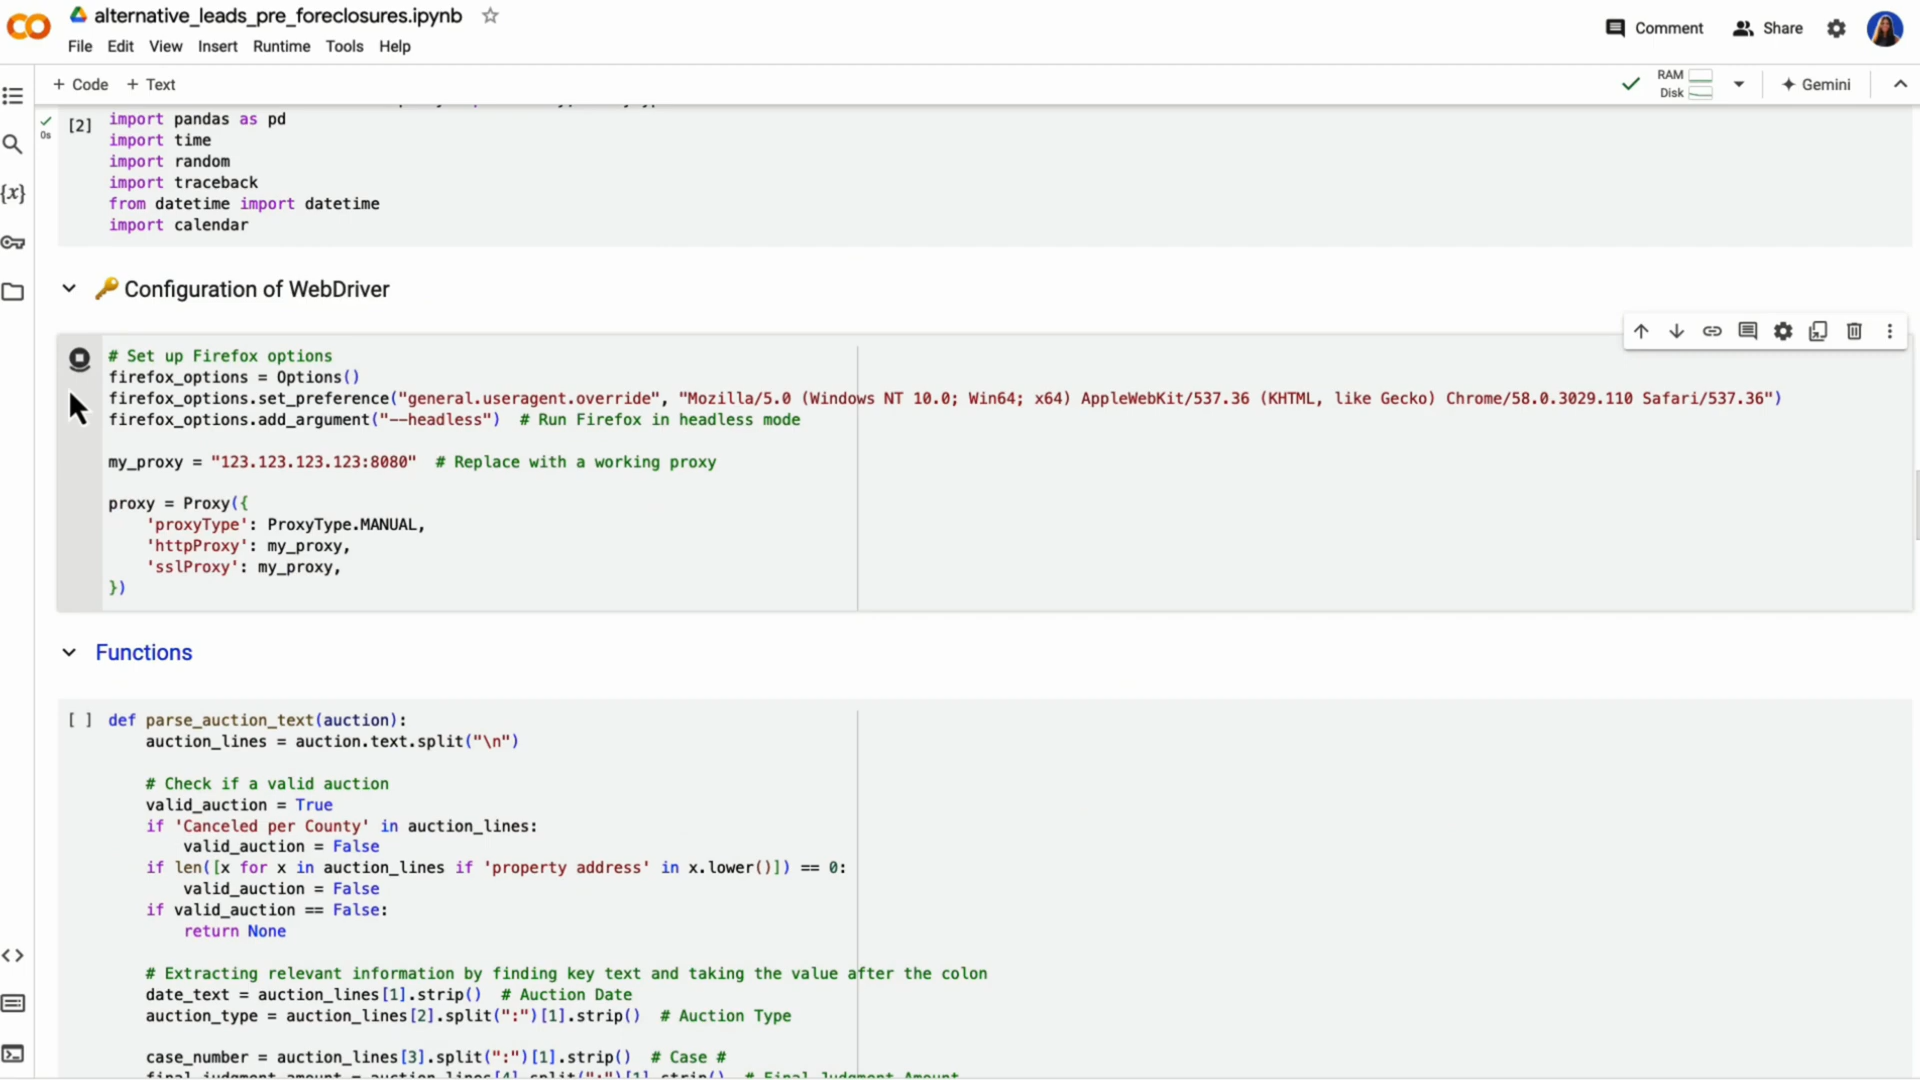 alternative_leads_pre_foreclosures.ipynb
File Edit View Insert Runtime Tools Help
Comment Share
+ Code + Text
RAM
Disk
Gemini
0s
[2]
import pandas as pd
import time
import random
import traceback
from datetime import datetime
import calendar
🔑 Configuration of WebDriver
# Set up Firefox options
firefox_options = Options()
firefox_options.set_preference("general.useragent.override", "Mozilla/5.0 (Windows NT 10.0; Win64; x64) AppleWebKit/537.36 (KHTML, like Gecko) Chrome/58.0.3029.110 Safari/537.36")
firefox_options.add_argument("--headless")  # Run Firefox in headless mode
my_proxy = "123.123.123.123:8080"  # Replace with a working proxy
proxy = Proxy({
    'proxyType': ProxyType.MANUAL,
    'httpProxy': my_proxy,
    'sslProxy': my_proxy,
})
Functions
[ ] def parse_auction_text(auction):
    auction_lines = auction.text.split("\n")
    # Check if a valid auction
    valid_auction = True
    if 'Canceled per County' in auction_lines:
        valid_auction = False
    if len([x for x in auction_lines if 'property address' in x.lower()]) == 0:
        valid_auction = False
    if valid_auction == False:
        return None
    # Extracting relevant information by finding key text and taking the value after the colon
    date_text = auction_lines[1].strip()  # Auction Date
    auction_type = auction_lines[2].split(":")[1].strip()  # Auction Type
    case_number = auction_lines[3].split(":")[1].strip()  # Case #
    final_judgment_amount = auction_lines[4].split(":")[1].strip()  # Final Judgment Amount